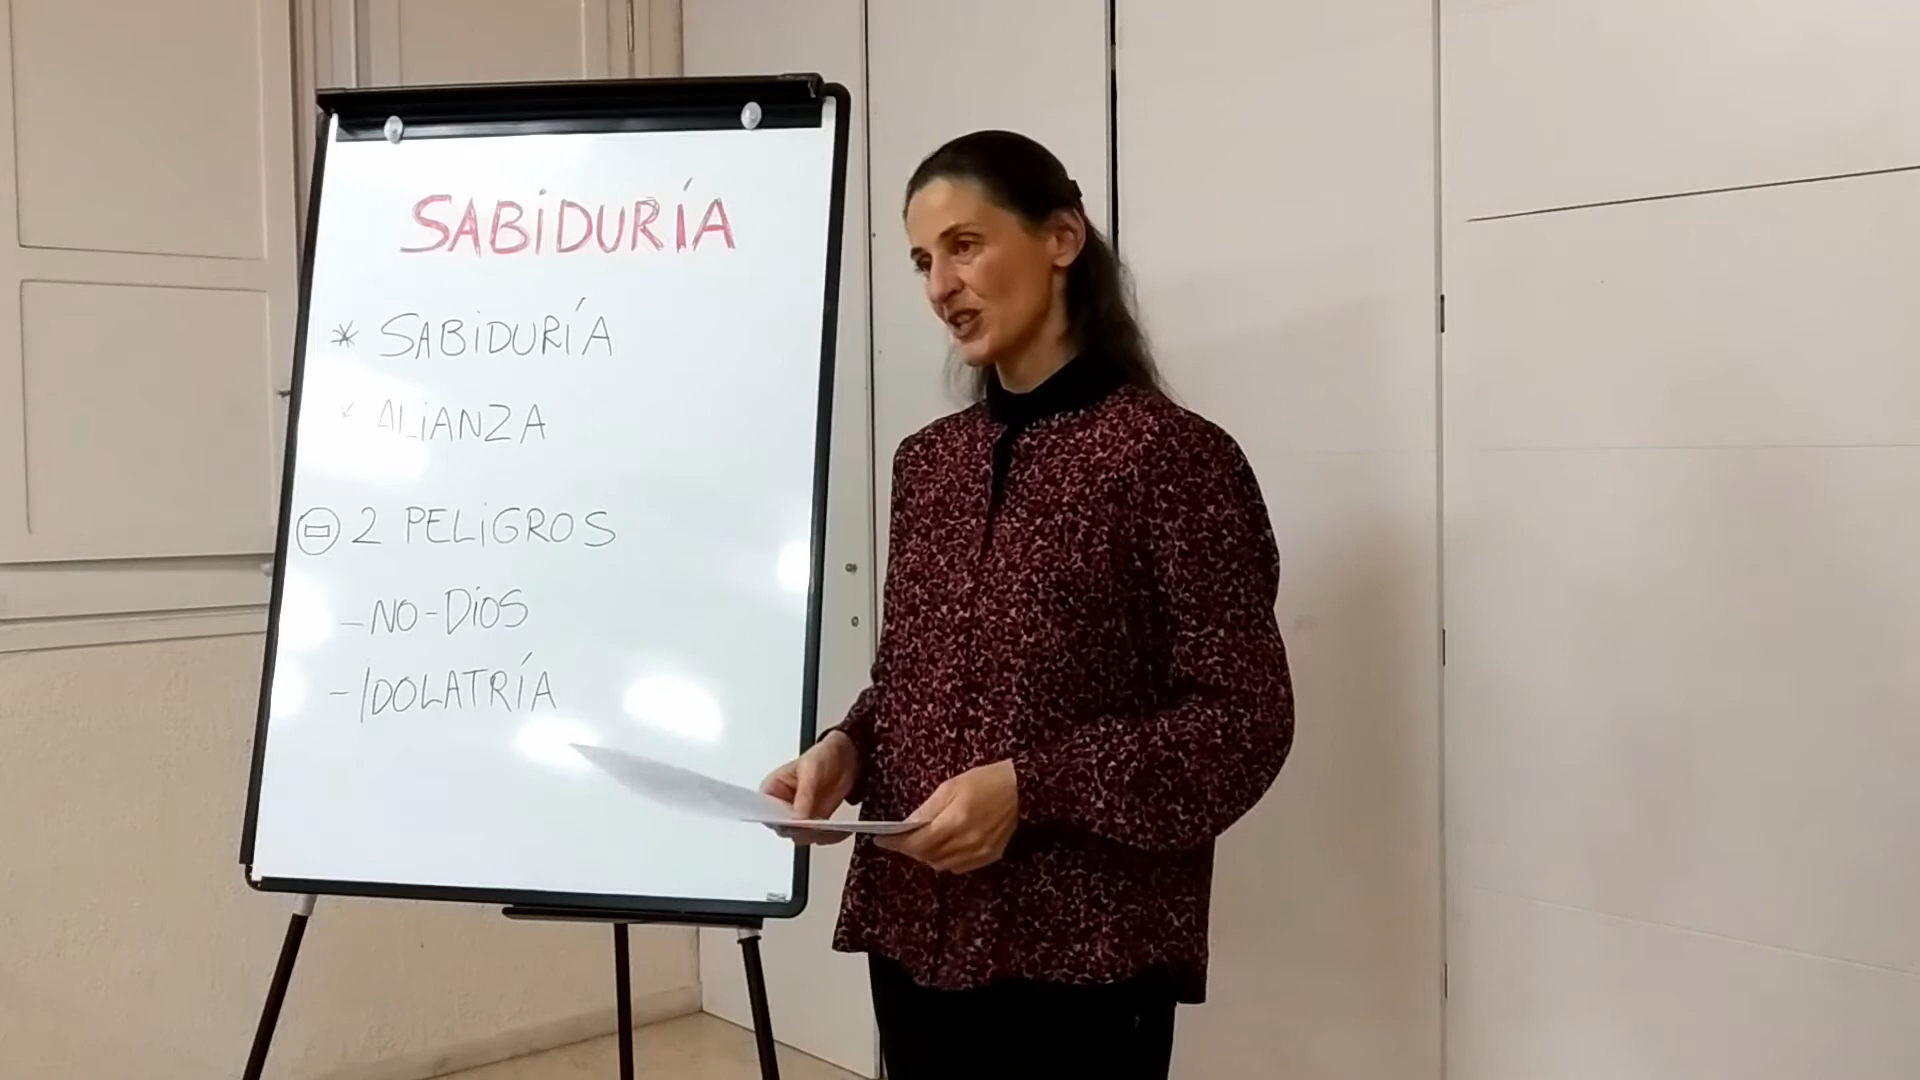 SABIDURÍA
* SABIDURÍA
* ALIANZA
⊖ 2 PELIGROS
- NO-DIOS
- IDOLATRÍA